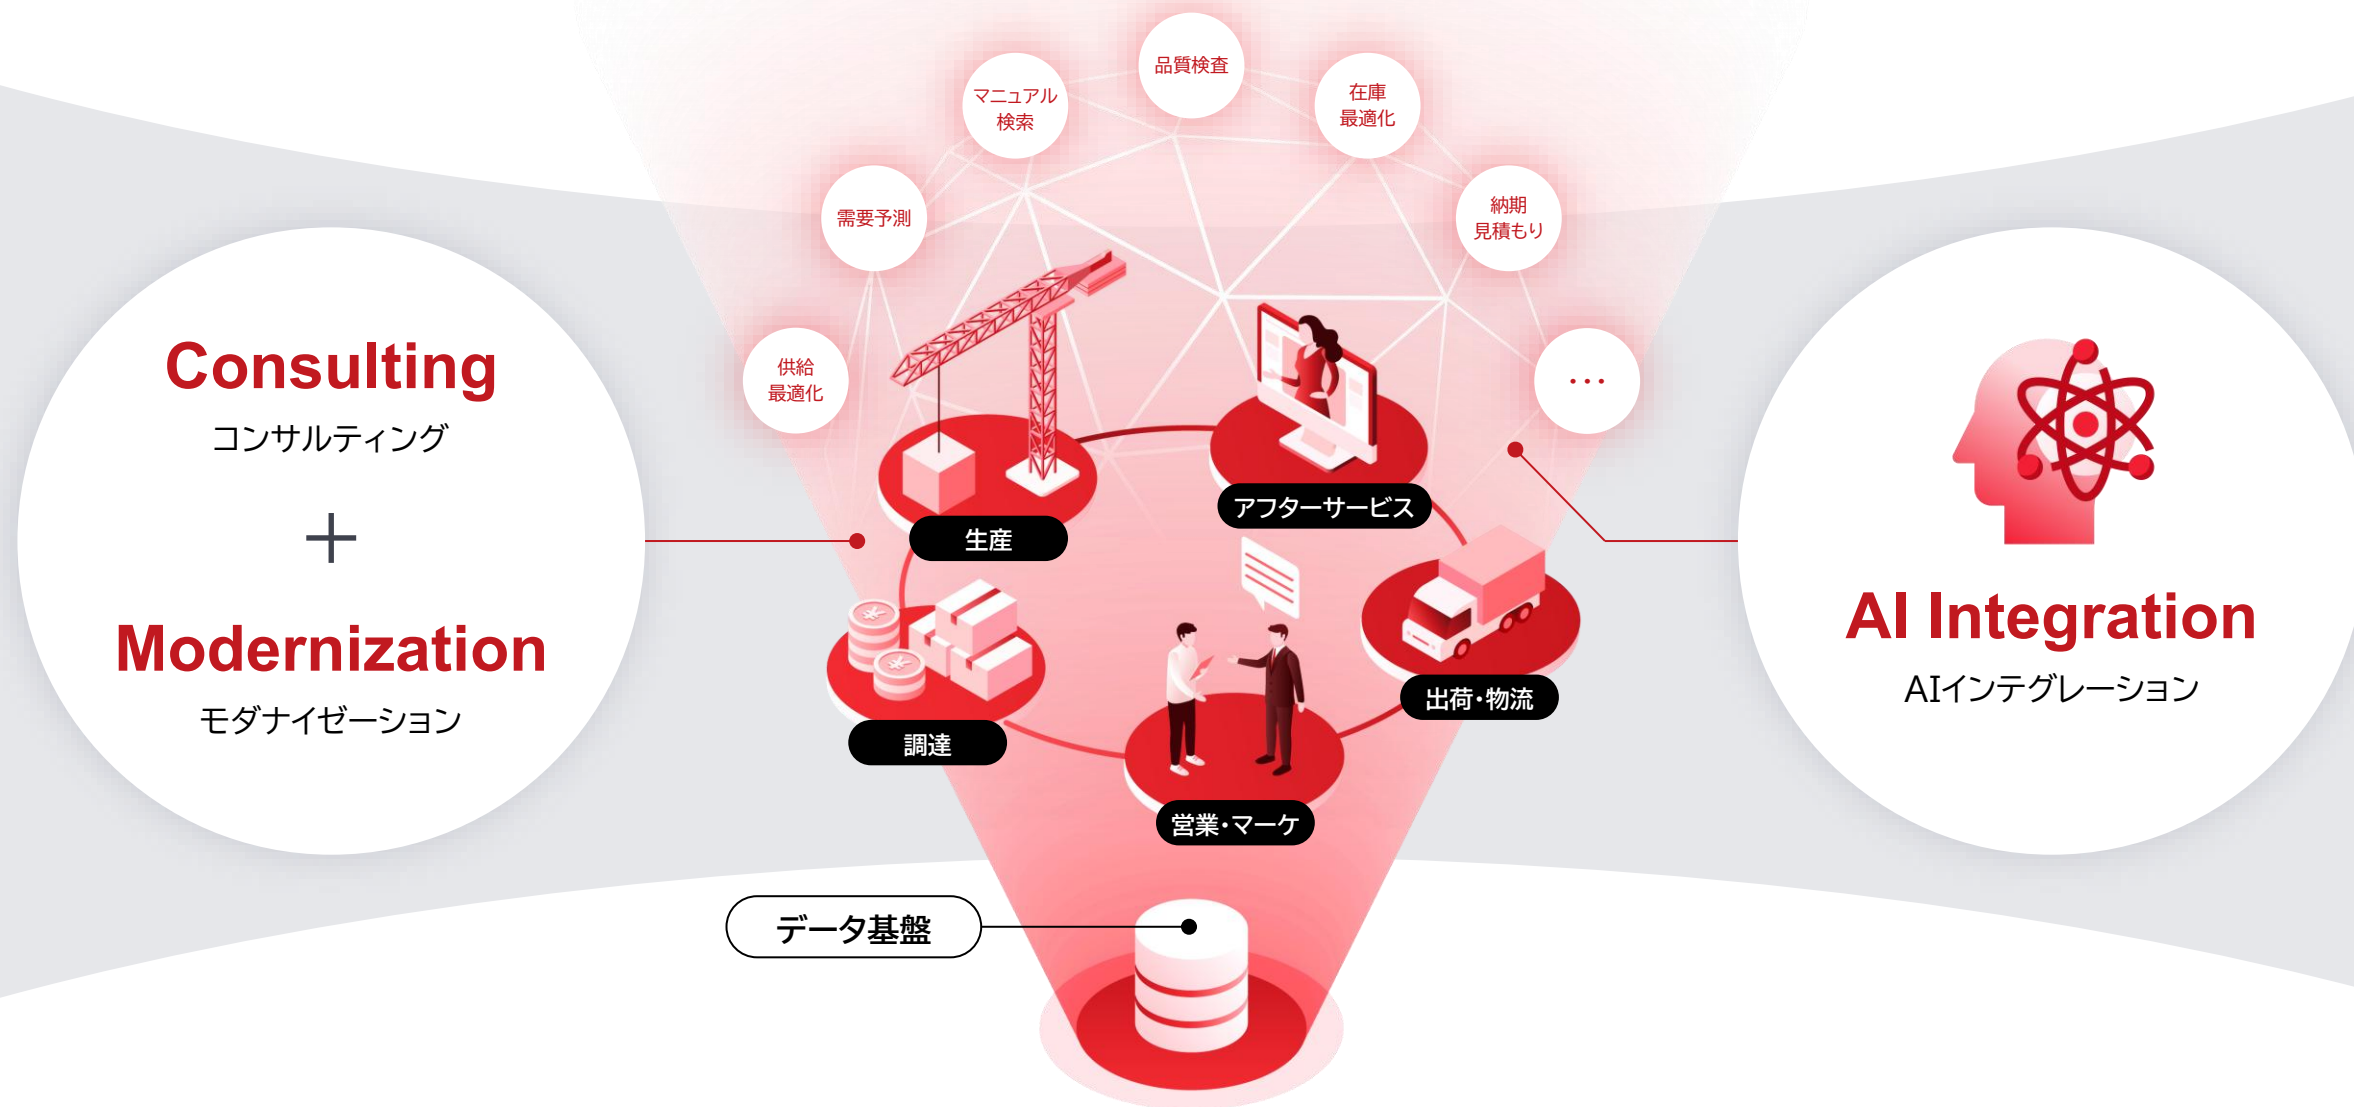 品質検査
マニュアル
検索
在庫
最適化
需要予測
納期
見積もり
供給
最適化
・・・
Consulting
コンサルティング
＋
Modernization
モダナイゼーション
生産
アフターサービス
調達
出荷・物流
営業・マーケ
AI Integration
AIインテグレーション
データ基盤